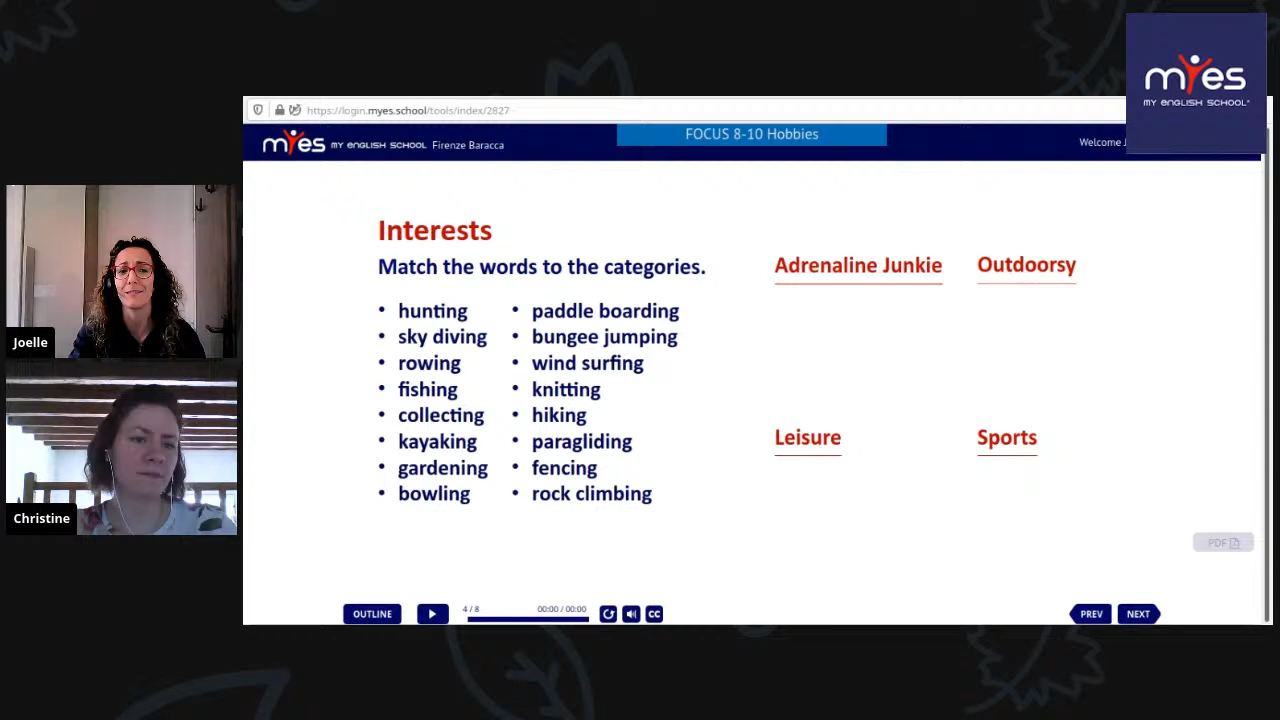 myes
MY ENGLISH SCHOOL
https://login.myes.school/tools/index/2827
FOCUS 8-10 Hobbies
myes MY ENGLISH SCHOOL Firenze Baracca
Welcome J
Interests
Match the words to the categories.
• hunting
• sky diving
• rowing
• fishing
• collecting
• kayaking
• gardening
• bowling
• paddle boarding
• bungee jumping
• wind surfing
• knitting
• hiking
• paragliding
• fencing
• rock climbing
Adrenaline Junkie
Outdoorsy
Leisure
Sports
Joelle
Christine
PDF
OUTLINE
4 / 8
00:00 / 00:00
CC
PREV
NEXT